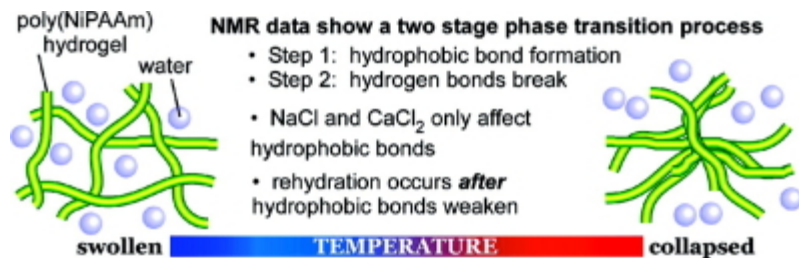 poly(NiPAAm)
hydrogel
water
NMR data show a two stage phase transition process
• Step 1: hydrophobic bond formation
• Step 2: hydrogen bonds break
• NaCl and CaCl₂ only affect
hydrophobic bonds
• rehydration occurs after
hydrophobic bonds weaken
swollen
TEMPERATURE
collapsed